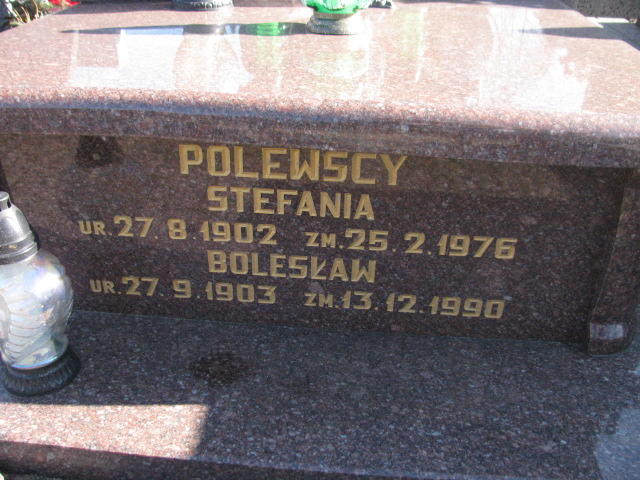 POLEWSCY
STEFANIA
UR. 27. 8. 1902 ZM. 25. 2. 1976
BOLESŁAW
UR. 27. 9. 1903 ZM. 13. 12. 1990